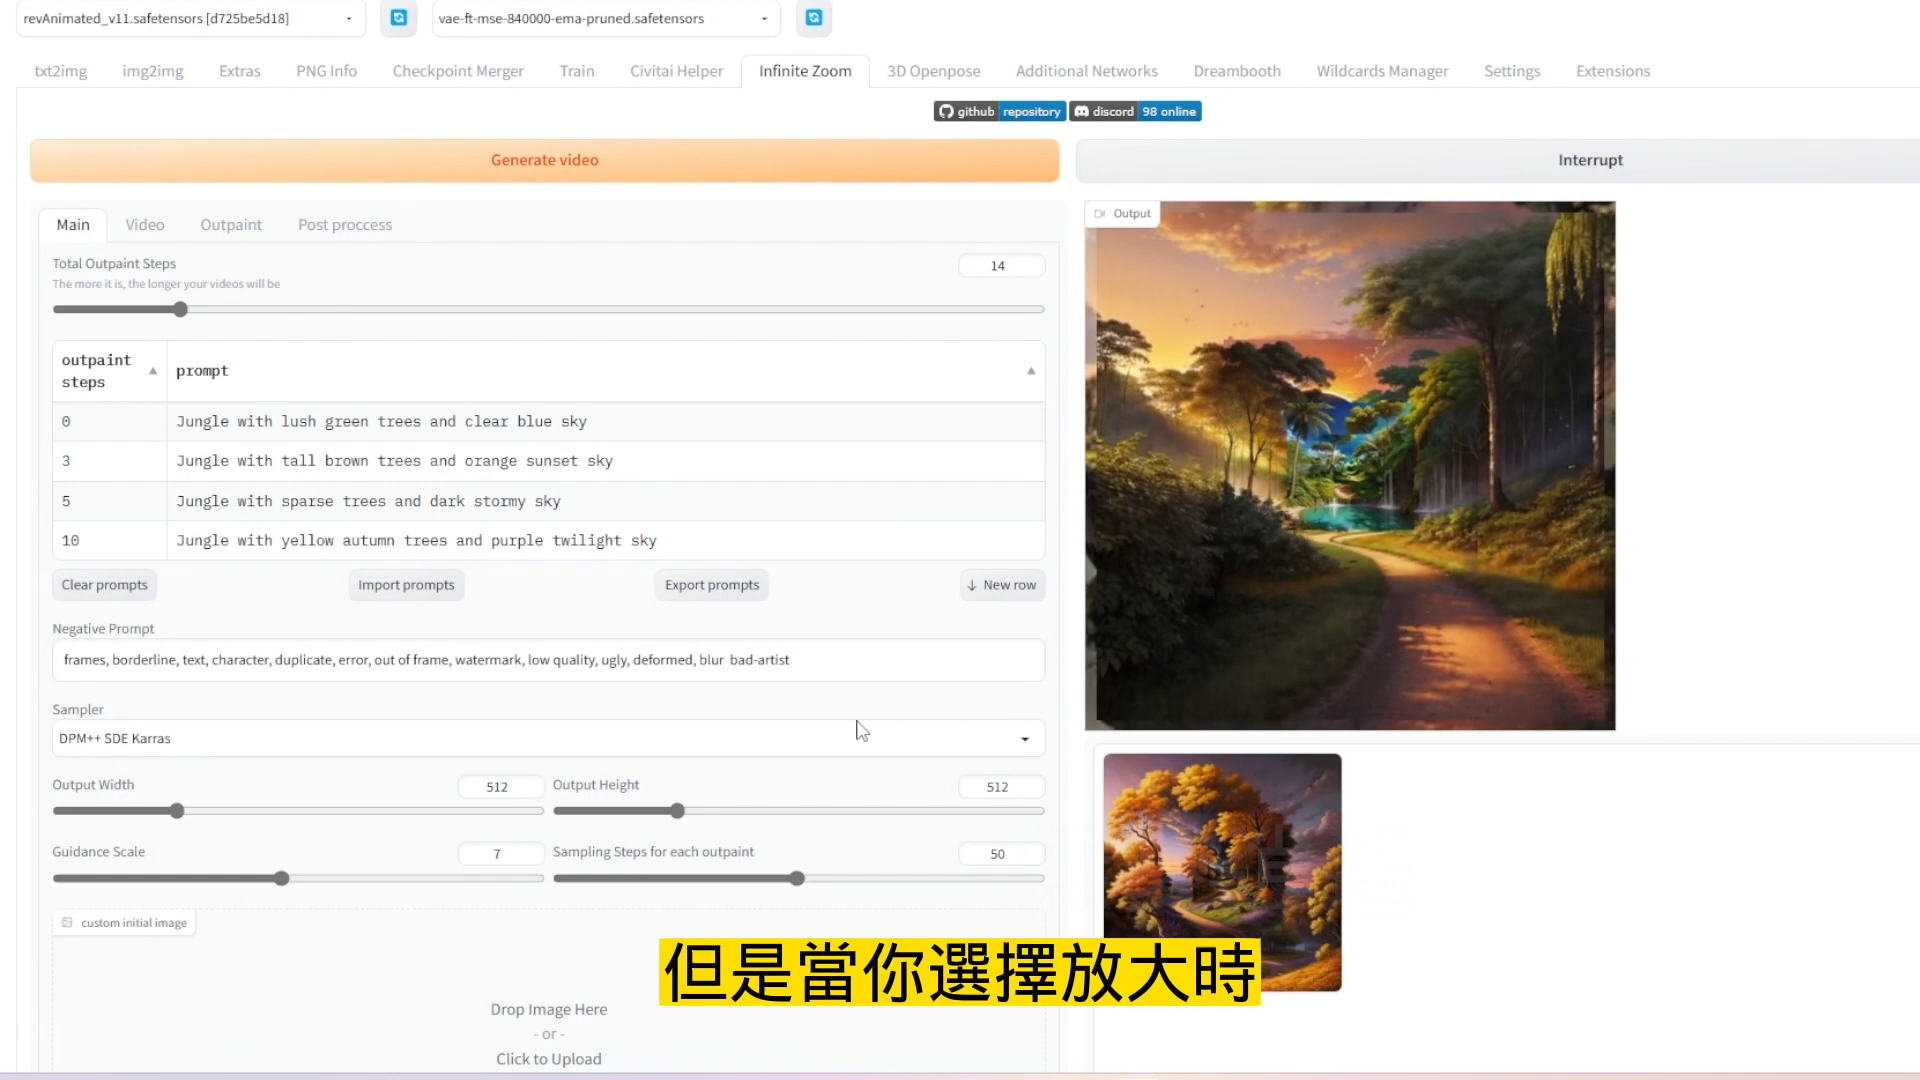 revAnimated_v11.safetensors [d725be5d18]
vae-ft-mse-840000-ema-pruned.safetensors
txt2img img2img Extras PNG Info Checkpoint Merger Train Civitai Helper Infinite Zoom 3D Openpose Additional Networks Dreambooth Wildcards Manager Settings Extensions
github repository discord 98 online
Generate video
Interrupt
Main Video Outpaint Post proccess
Output
Total Outpaint Steps
14
The more it is, the longer your videos will be
outpaint steps
prompt
0 Jungle with lush green trees and clear blue sky
3 Jungle with tall brown trees and orange sunset sky
5 Jungle with sparse trees and dark stormy sky
10 Jungle with yellow autumn trees and purple twilight sky
Clear prompts Import prompts Export prompts ↓ New row
Negative Prompt
frames, borderline, text, character, duplicate, error, out of frame, watermark, low quality, ugly, deformed, blur bad-artist
Sampler
DPM++ SDE Karras
Output Width 512 Output Height 512
Guidance Scale 7 Sampling Steps for each outpaint 50
custom initial image
Drop Image Here
- or -
Click to Upload
但是當你選擇放大時